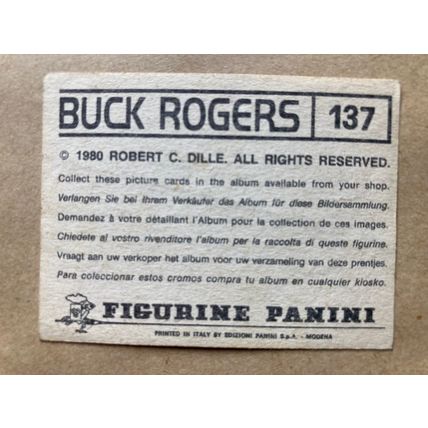 BUCK ROGERS 137
© 1980 ROBERT C. DILLE. ALL RIGHTS RESERVED.
Collect these picture cards in the album available from your shop.
Verlangen Sie bei Ihrem Verkäufer das Album für diese Bildersammlung.
Demandez à votre détaillant l'Album pour la collection de ces images.
Chiedete al vostro rivenditore l'album per la raccolta di queste figurine.
Vraagt aan uw verkoper het album voor uw verzameling van deze prentjes.
Para coleccionar estos cromos compra tu album en cualquier kiosko.
FIGURINE PANINI
PRINTED IN ITALY BY EDIZIONI PANINI S.p.A. - MODENA